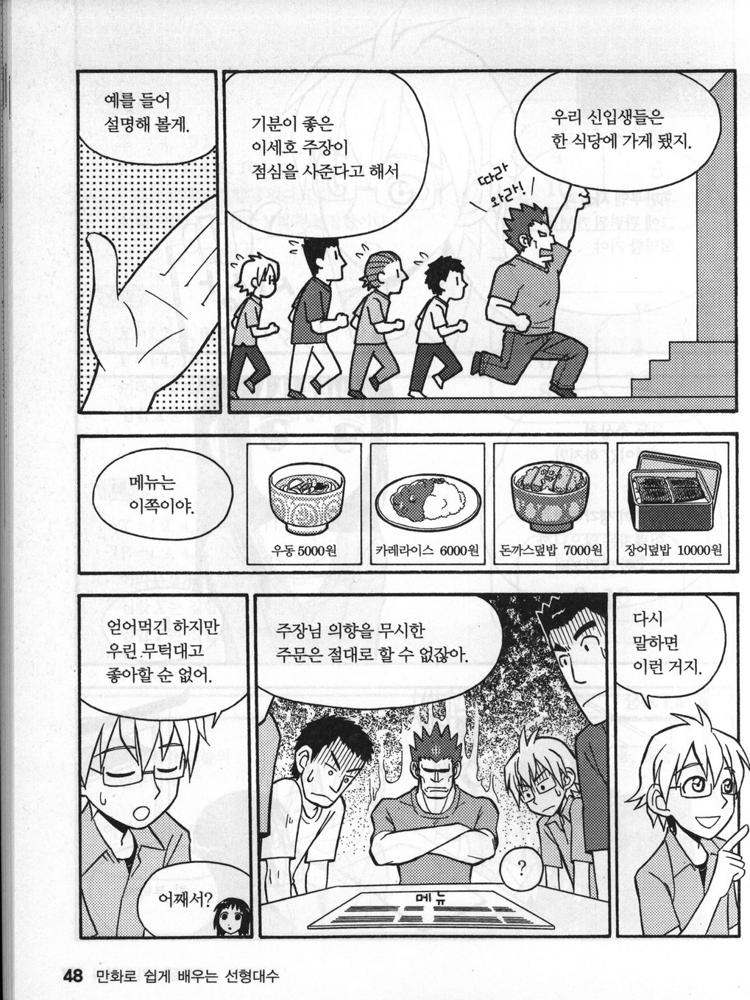 예를 들어
설명해 볼게.
기분이 좋은
이세호 주장이
점심을 사준다고 해서
우리 신입생들은
한 식당에 가게 됐지.
따라
와라!
메뉴는
이쪽이야.
우동 5000원
카레라이스 6000원
돈까스덮밥 7000원
장어덮밥 10000원
얻어먹긴 하지만
우린 무턱대고
좋아할 순 없어.
어째서?
주장님 의향을 무시한
주문은 절대로 할 수 없잖아.
?
메뉴
다시
말하면
이런 거지.
48 만화로 쉽게 배우는 선형대수